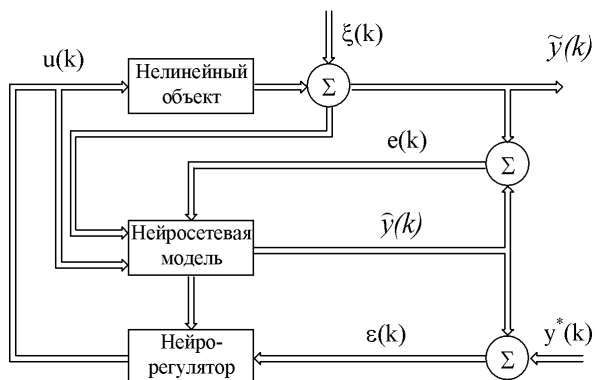 ξ(k)
ỹ(k)
u(k)
Нелинейный
объект
Σ
e(k)
Σ
Нейросетевая
модель
ŷ(k)
Нейро-
регулятор
ε(k)
Σ
y*(k)